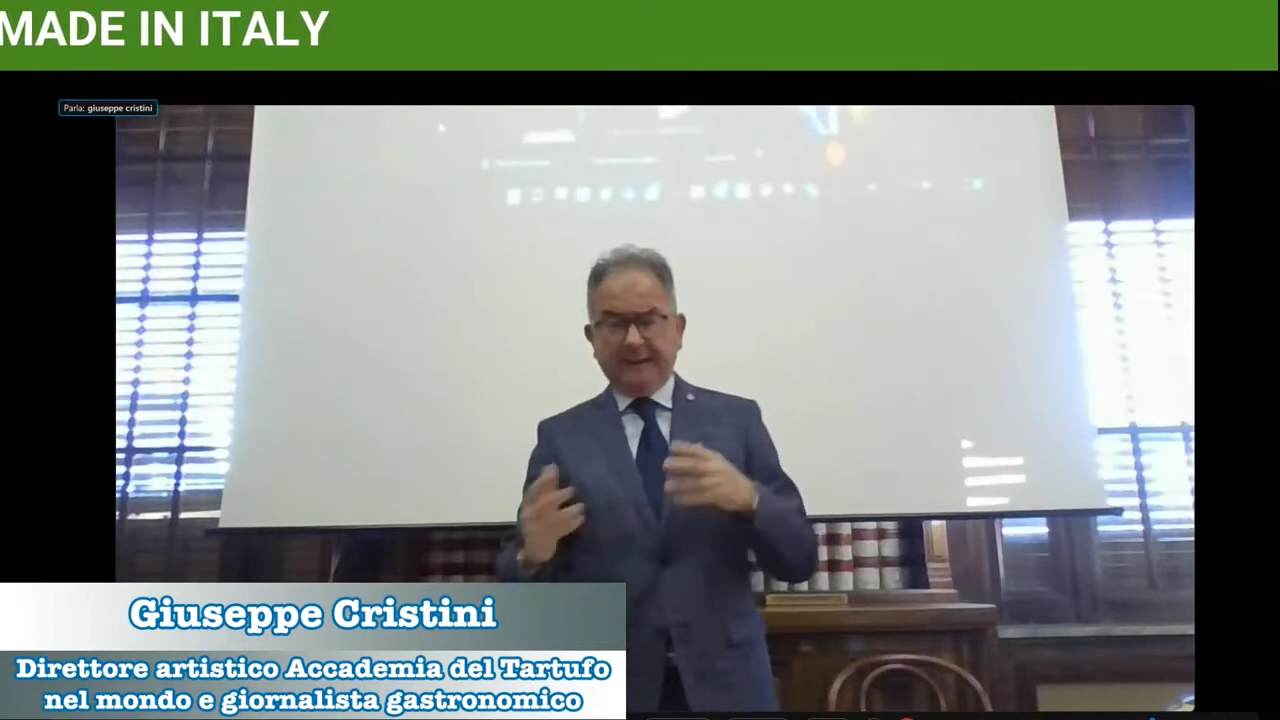 MADE IN ITALY
Parla: giuseppe cristini
Giuseppe Cristini
Direttore artistico Accademia del Tartufo
nel mondo e giornalista gastronomico